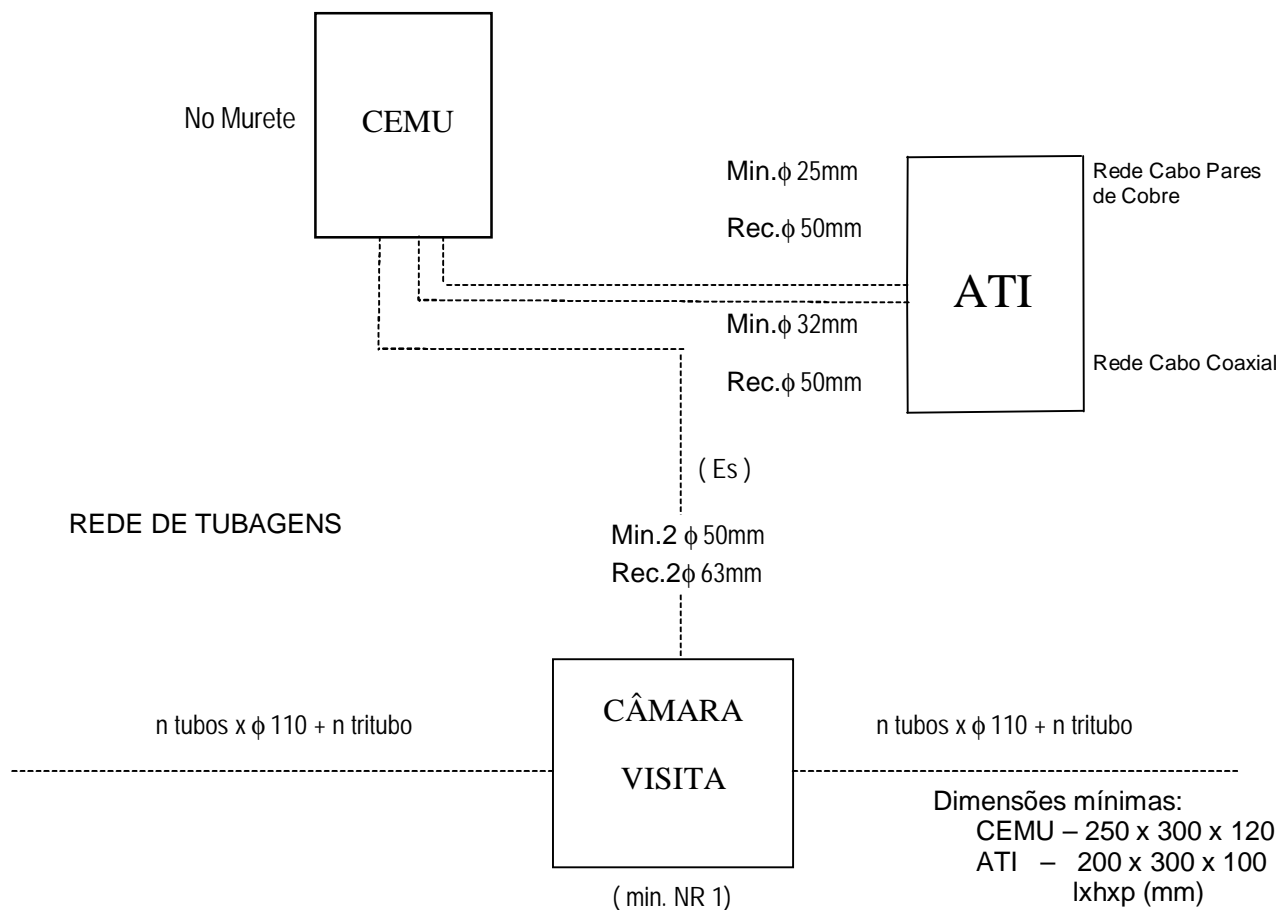 No Murete
CEMU
Min.ϕ 25mm
Rec.ϕ 50mm
ATI
Rede Cabo Pares
de Cobre
Min.ϕ 32mm
Rec.ϕ 50mm
Rede Cabo Coaxial
( Es )
REDE DE TUBAGENS
Min.2 ϕ 50mm
Rec.2ϕ 63mm
n tubos x ϕ 110 + n tritubo
CÂMARA
VISITA
n tubos x ϕ 110 + n tritubo
Dimensões mínimas:
CEMU – 250 x 300 x 120
ATI – 200 x 300 x 100
lxhxp (mm)
( min. NR 1)